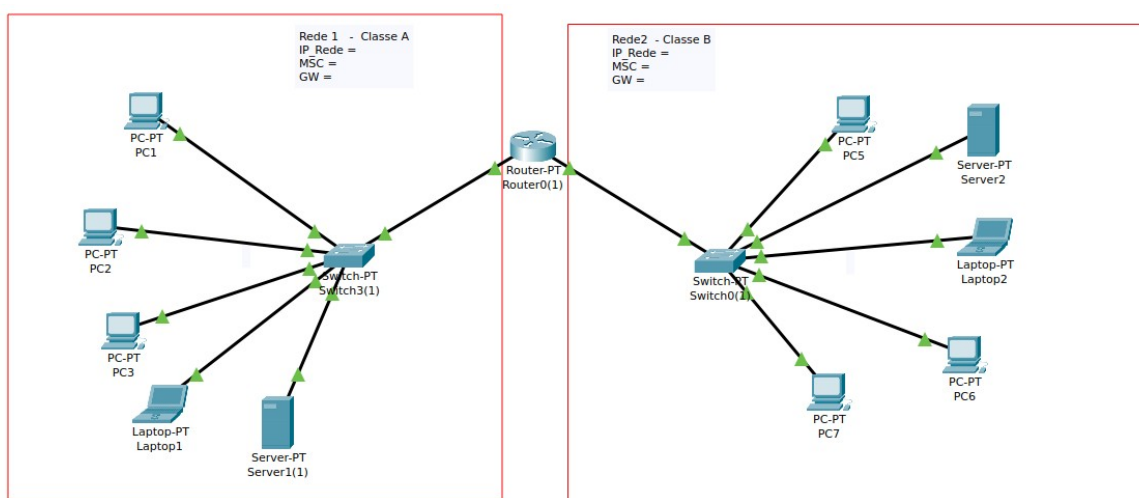 Rede 1 - Classe A
IP_Rede =
MSC =
GW =
Rede2 - Classe B
IP_Rede =
MSC =
GW =
PC-PT
PC1
Router-PT
Router0(1)
PC-PT
PC5
Server-PT
Server2
PC-PT
PC2
Switch-PT
Switch3(1)
Switch-PT
Switch0(1)
Laptop-PT
Laptop2
PC-PT
PC3
PC-PT
PC6
Laptop-PT
Laptop1
Server-PT
Server1(1)
PC-PT
PC7